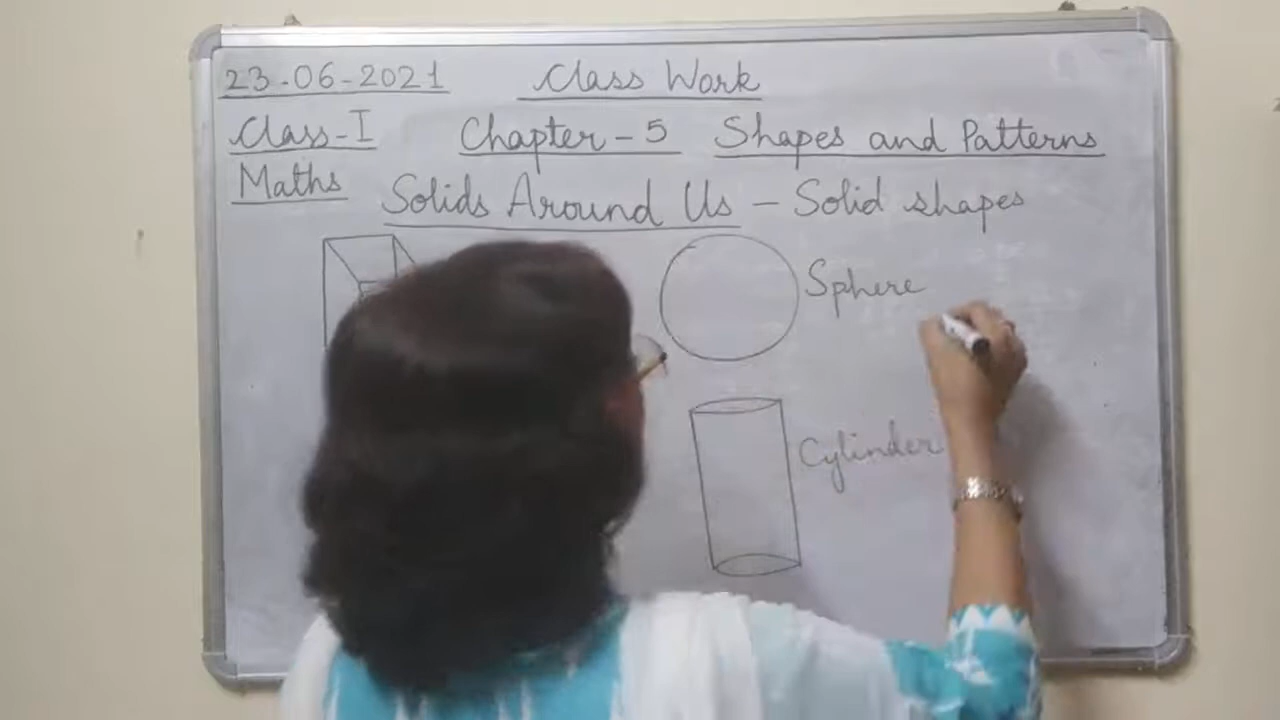 23-06-2021 Class Work
Class-I Chapter-5 Shapes and Patterns
Maths Solids Around Us - Solid shapes
Sphere
Cylinder